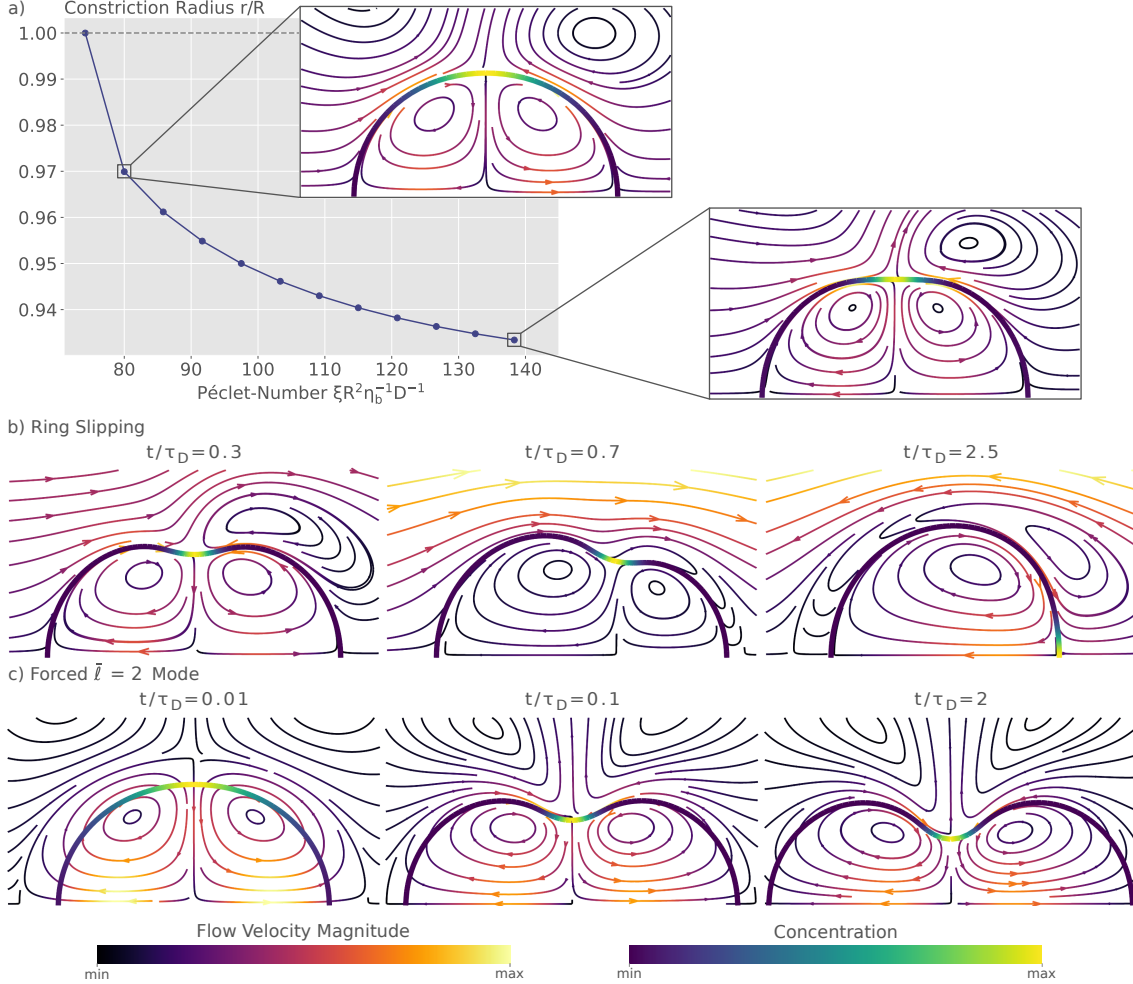 a)
Constriction Radius r/R
1.00
0.99
0.98
0.97
0.96
0.95
0.94
80
90
100
110
120
130
140
Péclet-Number ξR²η_b⁻¹D⁻¹
b) Ring Slipping
t/τ_D=0.3
t/τ_D=0.7
t/τ_D=2.5
c) Forced ℓ̄ = 2 Mode
t/τ_D=0.01
t/τ_D=0.1
t/τ_D=2
Flow Velocity Magnitude
min
max
Concentration
min
max